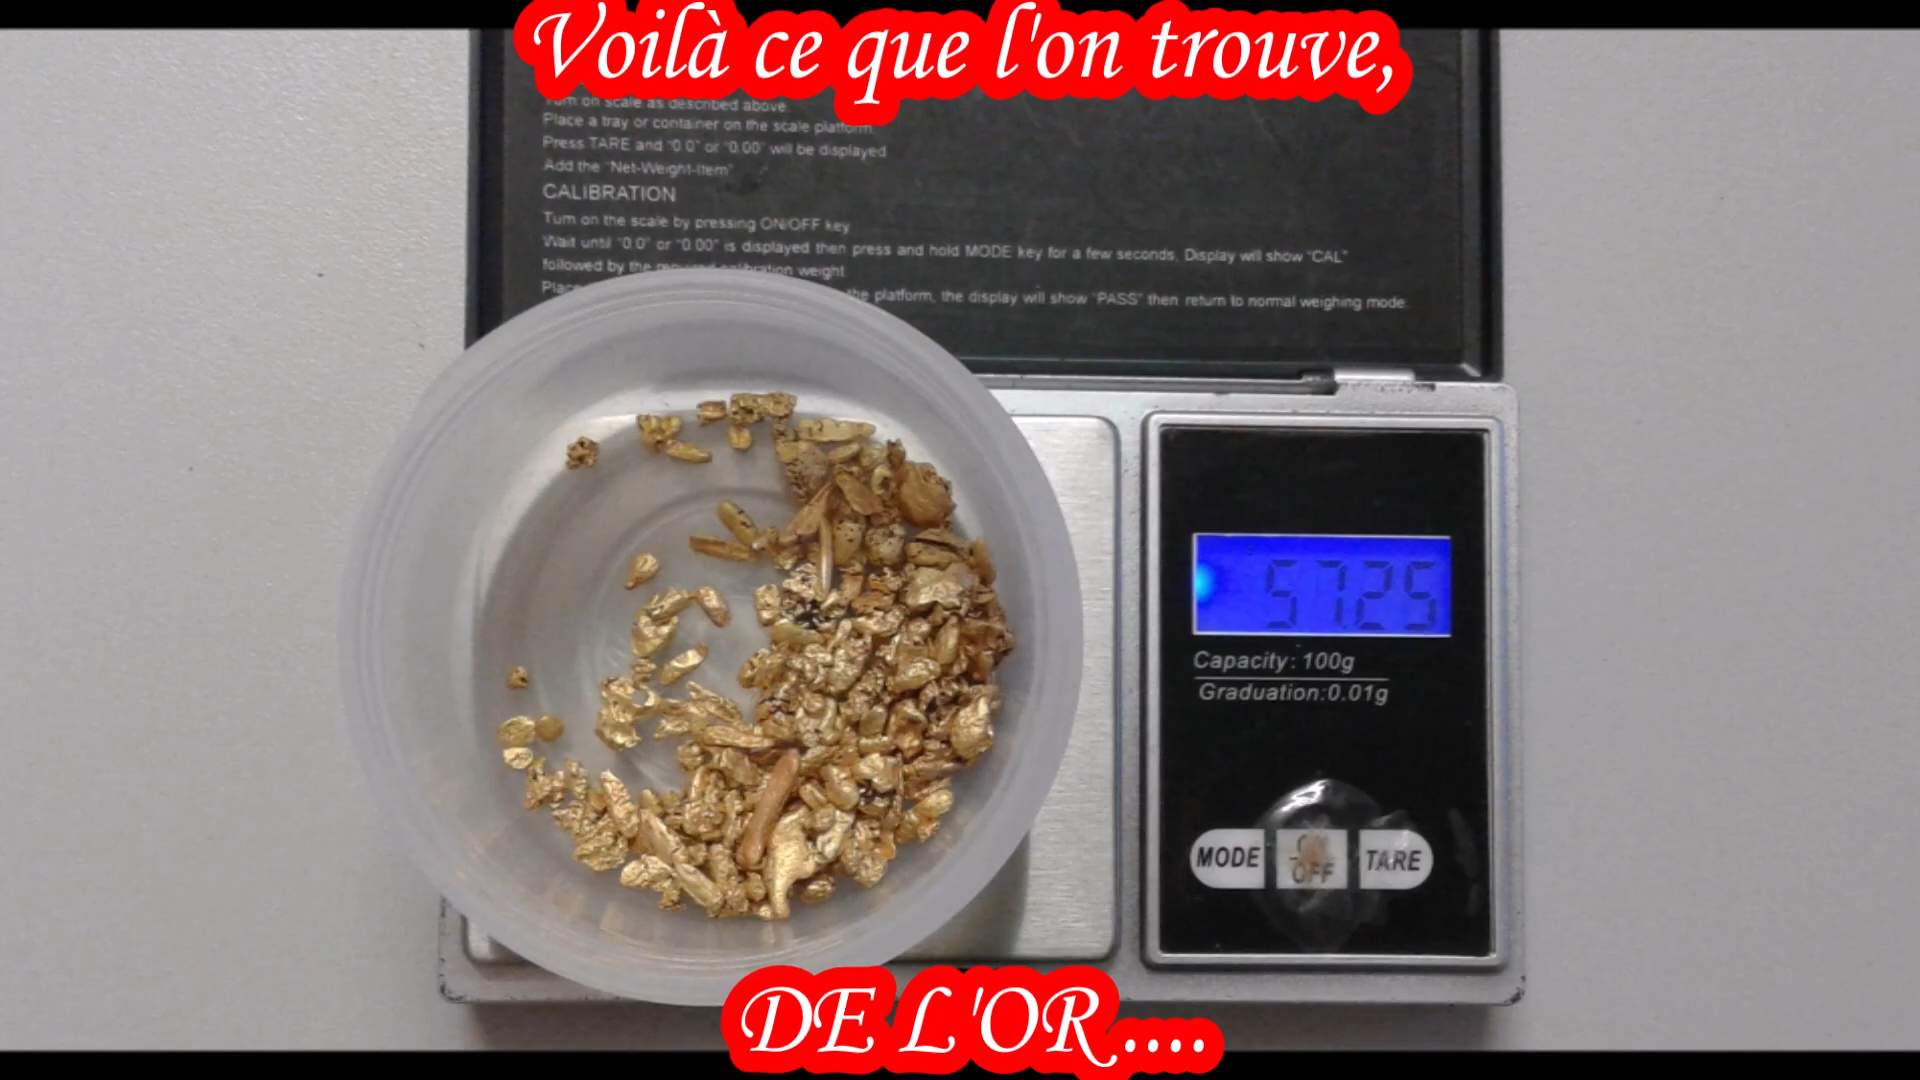 Voilà ce que l'on trouve,
Turn on scale as described above
Place a tray or container on the scale platform.
Press TARE and "0.0" or "0.00" will be displayed
Add the "Net-Weight-Item"
CALIBRATION
Turn on the scale by pressing ON/OFF key
Wait until "0.0" or "0.00" is displayed then press and hold MODE key for a few seconds, Display will show "CAL"
followed by the required calibration weight
Place the platform, the display will show "PASS" then return to normal weighing mode.
57.25
Capacity: 100g
Graduation:0.01g
MODE
ON
OFF
TARE
DE L'OR....